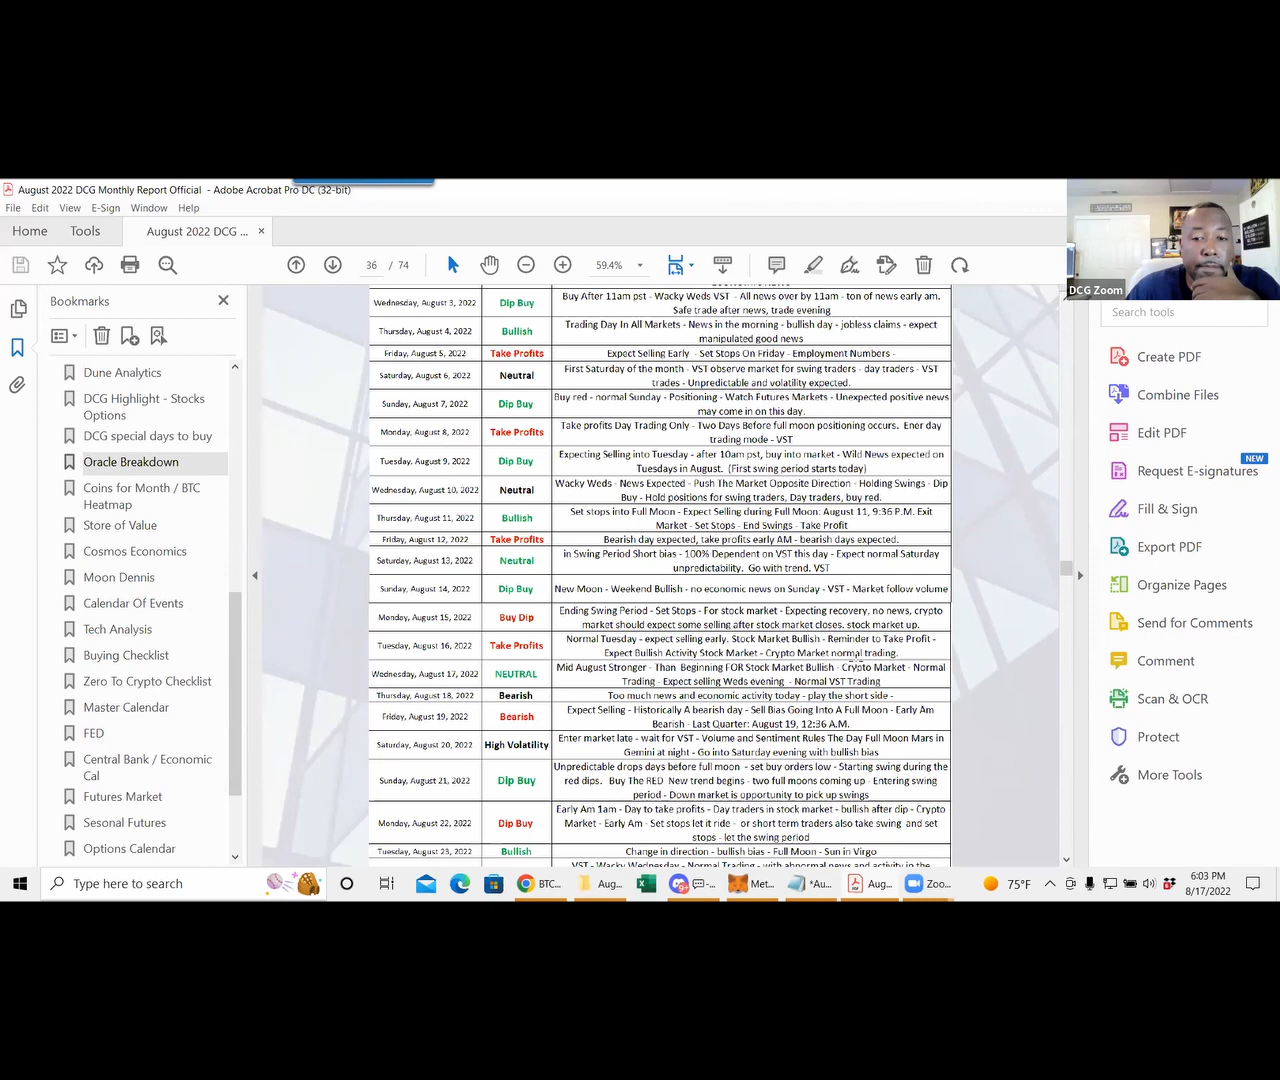 August 2022 DCG Monthly Report Official - Adobe Acrobat Pro DC (32-bit)
File Edit View E-Sign Window Help
Home Tools August 2022 DCG ... ×
36 / 74 59.4%
DCG Zoom
Bookmarks
Dune Analytics
DCG Highlight - Stocks
Options
DCG special days to buy
Oracle Breakdown
Coins for Month / BTC
Heatmap
Store of Value
Cosmos Economics
Moon Dennis
Calendar Of Events
Tech Analysis
Buying Checklist
Zero To Crypto Checklist
Master Calendar
FED
Central Bank / Economic
Cal
Futures Market
Sesonal Futures
Options Calendar
Wednesday, August 3, 2022 Dip Buy Buy After 11am pst - Wacky Weds VST - All news over by 11am - ton of news early am.
Safe trade after news, trade evening
Thursday, August 4, 2022 Bullish Trading Day In All Markets - News in the morning - bullish day - jobless claims - expect
manipulated good news
Friday, August 5, 2022 Take Profits Expect Selling Early - Set Stops On Friday - Employment Numbers -
Saturday, August 6, 2022 Neutral First Saturday of the month - VST observe market for swing traders - day traders - VST
trades - Unpredictable and volatility expected.
Sunday, August 7, 2022 Dip Buy Buy red - normal Sunday - Positioning - Watch Futures Markets - Unexpected positive news
may come in on this day.
Monday, August 8, 2022 Take Profits Take profits Day Trading Only - Two Days Before full moon positioning occurs. Ener day
trading mode - VST
Tuesday, August 9, 2022 Dip Buy Expecting Selling into Tuesday - after 10am pst, buy into market - Wild News expected on
Tuesdays in August. (First swing period starts today)
Wednesday, August 10, 2022 Neutral Wacky Weds - News Expected - Push The Market Opposite Direction - Holding Swings - Dip
Buy - Hold positions for swing traders, Day traders, buy red.
Thursday, August 11, 2022 Bullish Set stops into Full Moon - Expect Selling during Full Moon: August 11, 9:36 P.M. Exit
Market - Set Stops - End Swings - Take Profit
Friday, August 12, 2022 Take Profits Bearish day expected, take profits early AM - bearish days expected.
Saturday, August 13, 2022 Neutral in Swing Period Short bias - 100% Dependent on VST this day - Expect normal Saturday
unpredictability. Go with trend. VST
Sunday, August 14, 2022 Dip Buy New Moon - Weekend Bullish - no economic news on Sunday - VST - Market follow volume
Monday, August 15, 2022 Buy Dip Ending Swing Period - Set Stops - For stock market - Expecting recovery, no news, crypto
market should expect some selling after stock market closes. stock market up.
Tuesday, August 16, 2022 Take Profits Normal Tuesday - expect selling early. Stock Market Bullish - Reminder to Take Profit -
Expect Bullish Activity Stock Market - Crypto Market normal trading.
Wednesday, August 17, 2022 NEUTRAL Mid August Stronger - Than Beginning FOR Stock Market Bullish - Crypto Market - Normal
Trading - Expect selling Weds evening - Normal VST Trading
Thursday, August 18, 2022 Bearish Too much news and economic activity today - play the short side -
Friday, August 19, 2022 Bearish Expect Selling - Historically A bearish day - Sell Bias Going Into A Full Moon - Early Am
Bearish - Last Quarter: August 19, 12:36 A.M.
Saturday, August 20, 2022 High Volatility Enter market late - wait for VST - Volume and Sentiment Rules The Day Full Moon Mars in
Gemini at night - Go into Saturday evening with bullish bias
Sunday, August 21, 2022 Dip Buy Unpredictable drops days before full moon - set buy orders low - Starting swing during the
red dips. Buy The RED New trend begins - two full moons coming up - Entering swing
period - Down market is opportunity to pick up swings
Monday, August 22, 2022 Dip Buy Early Am 1am - Day to take profits - Day traders in stock market - bullish after dip - Crypto
Market - Early Am - Set stops let it ride - or short term traders also take swing and set
stops - let the swing period
Tuesday, August 23, 2022 Bullish Change in direction - bullish bias - Full Moon - Sun in Virgo
VST - Wacky Wednesday - Normal Trading - with abnormal news and activity in the
Search tools
Create PDF
Combine Files
Edit PDF
NEW
Request E-signatures
Fill & Sign
Export PDF
Organize Pages
Send for Comments
Comment
Scan & OCR
Protect
More Tools
Type here to search
BTC... Aug... -... Met... *Au... Aug... Zoo...
75°F
6:03 PM
8/17/2022